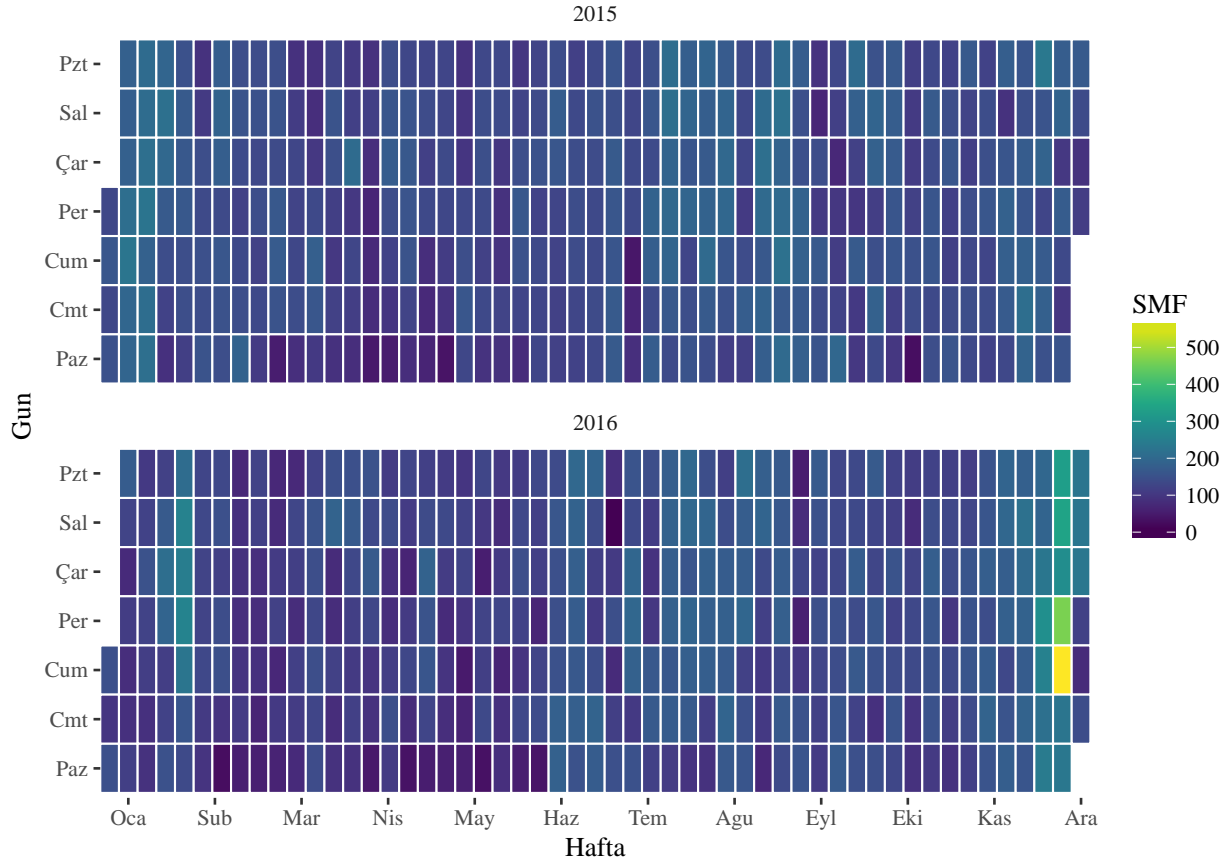 2015
Pzt
Sal
Çar
Per
Cum
Cmt
Paz
Gun
2016
Pzt
Sal
Çar
Per
Cum
Cmt
Paz
Oca Sub Mar Nis May Haz Tem Agu Eyl Eki Kas Ara
Hafta
SMF
500
400
300
200
100
0